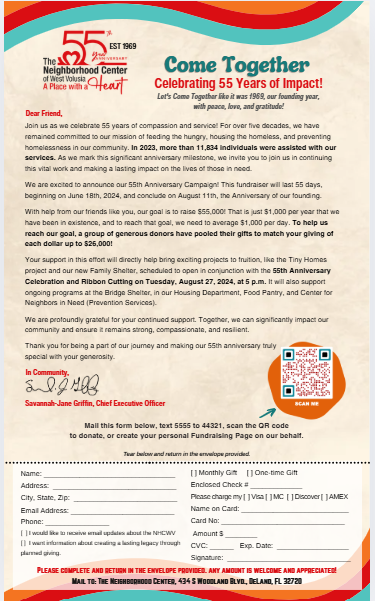 55
th
ANNIVERSARY
EST 1969
The
Neighborhood Center
of West Volusia
A Place with a Heart
Come Together
Celebrating 55 Years of Impact!
Let's Come Together like it was 1969, our founding year,
with peace, love, and gratitude!
Dear Friend,
Join us as we celebrate 55 years of compassion and service! For over five decades, we have
remained committed to our mission of feeding the hungry, housing the homeless, and preventing
homelessness in our community. In 2023, more than 11,834 individuals were assisted with our
services. As we mark this significant anniversary milestone, we invite you to join us in continuing
this vital work and making a lasting impact on the lives of those in need.
We are excited to announce our 55th Anniversary Campaign! This fundraiser will last 55 days,
beginning on June 18th, 2024, and conclude on August 11th, the Anniversary of our founding.
With help from our friends like you, our goal is to raise $55,000! That is just $1,000 per year that we
have been in existence, and to reach that goal, we need to average $1,000 per day. To help us
reach our goal, a group of generous donors have pooled their gifts to match your giving of
each dollar up to $26,000!
Your support in this effort will directly help bring exciting projects to fruition, like the Tiny Homes
project and our new Family Shelter, scheduled to open in conjunction with the 55th Anniversary
Celebration and Ribbon Cutting on Tuesday, August 27, 2024, at 5 p.m. It will also support
ongoing programs at the Bridge Shelter, in our Housing Department, Food Pantry, and Center for
Neighbors in Need (Prevention Services).
We are profoundly grateful for your continued support. Together, we can significantly impact our
community and ensure it remains strong, compassionate, and resilient.
Thank you for being a part of our journey and making our 55th anniversary truly
special with your generosity.
In Community,
Savannah-Jane Griffin, Chief Executive Officer
SCAN ME
Mail this form below, text 5555 to 44321, scan the QR code
to donate, or create your personal Fundraising Page on our behalf.
Tear below and return in the envelope provided.
Name:
Address:
City, State, Zip:
Email Address:
Phone:
[ ] I would like to receive email updates about the NHCWV
[ ] I want information about creating a lasting legacy through
planned giving.
[ ] Monthly Gift [ ] One-time Gift
Enclosed Check #
Please charge my [ ] Visa [ ] MC [ ] Discover [ ] AMEX
Name on Card:
Card No:
Amount $
CVC: Exp. Date:
Signature:
Please complete and return in the envelope provided. Any amount is welcome and appreciated!
Mail to: The Neighborhood Center, 434 S Woodland Blvd., DeLand, FL 32720